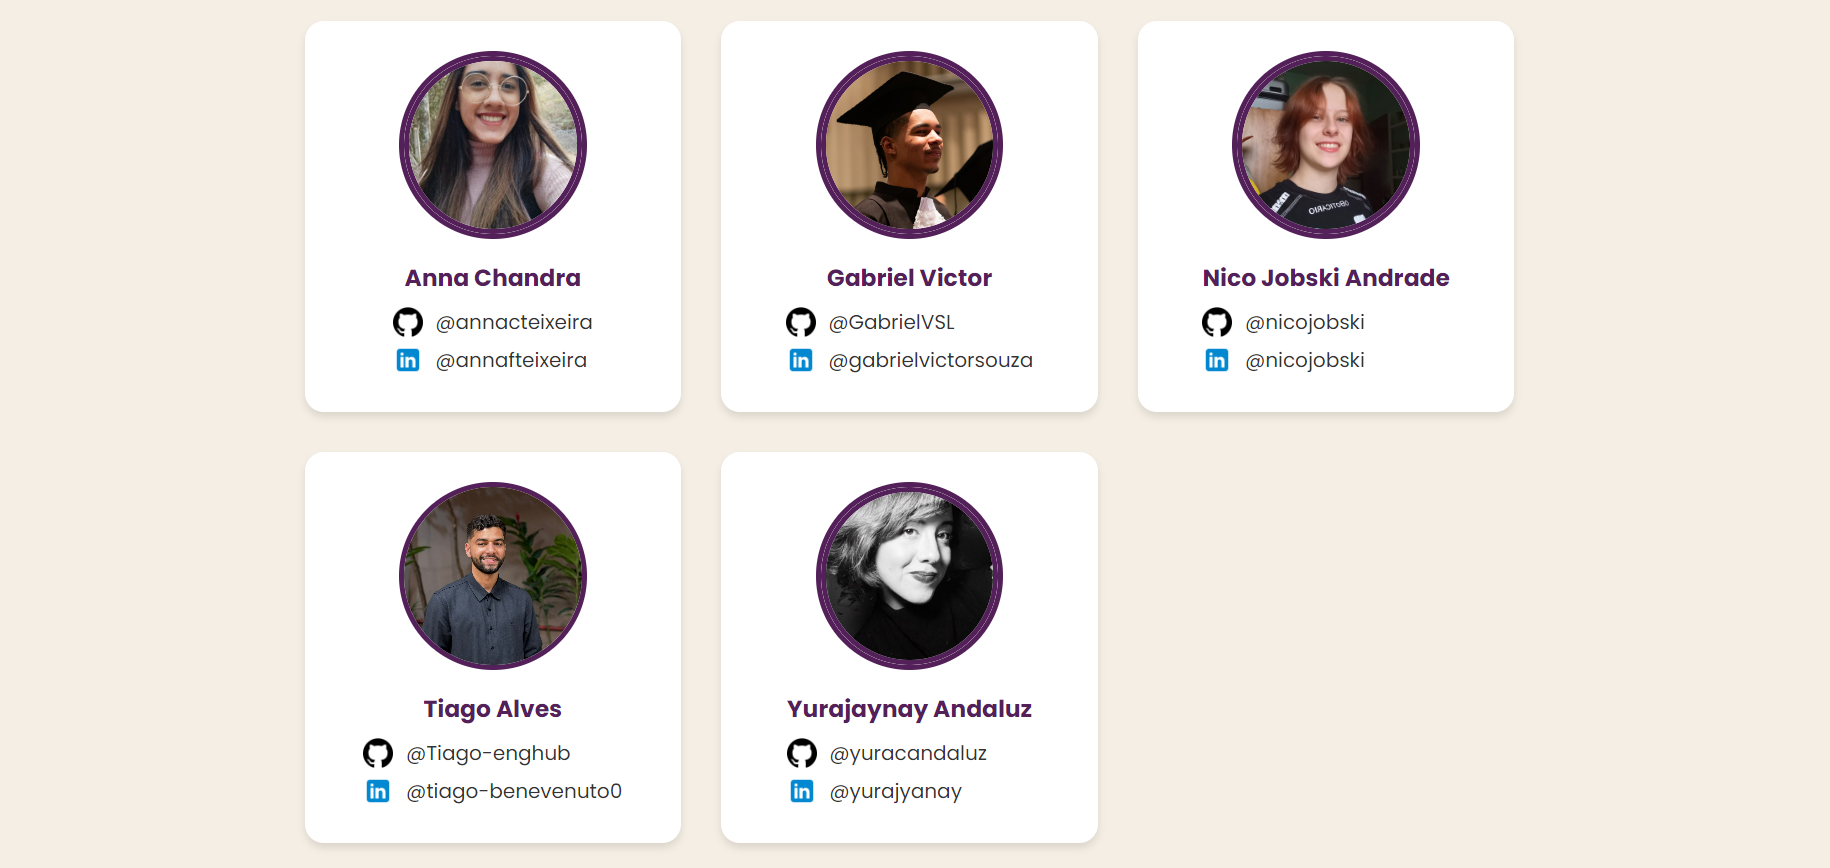 Anna Chandra
@annacteixeira
in @annafteixeira
Gabriel Victor
@GabrielVSL
in @gabrielvictorsouza
OBOTICÁRIO
Nico Jobski Andrade
@nicojobski
in @nicojobski
Tiago Alves
@Tiago-enghub
in @tiago-benevenuto0
Yurajaynay Andaluz
@yuracandaluz
in @yurajyanay